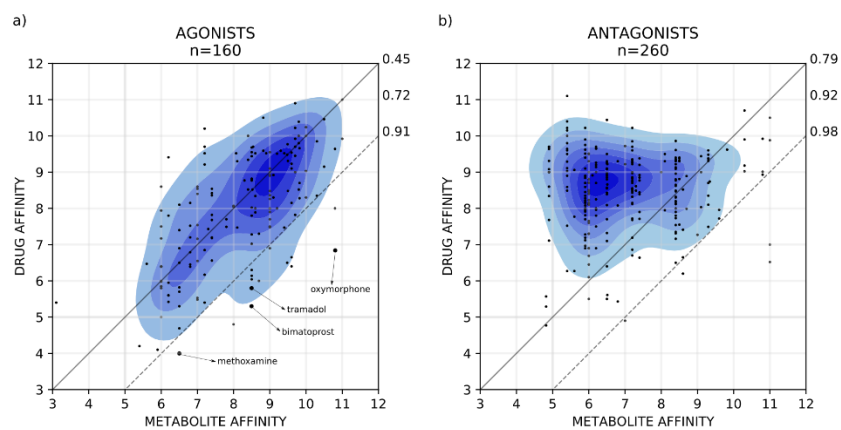 a)
AGONISTS
n=160
12
11
10
9
8
7
6
5
4
3
DRUG AFFINITY
0.45
0.72
0.91
oxymorphone
tramadol
bimatoprost
methoxamine
3 4 5 6 7 8 9 10 11 12
METABOLITE AFFINITY
b)
ANTAGONISTS
n=260
12
11
10
9
8
7
6
5
4
3
DRUG AFFINITY
0.79
0.92
0.98
3 4 5 6 7 8 9 10 11 12
METABOLITE AFFINITY